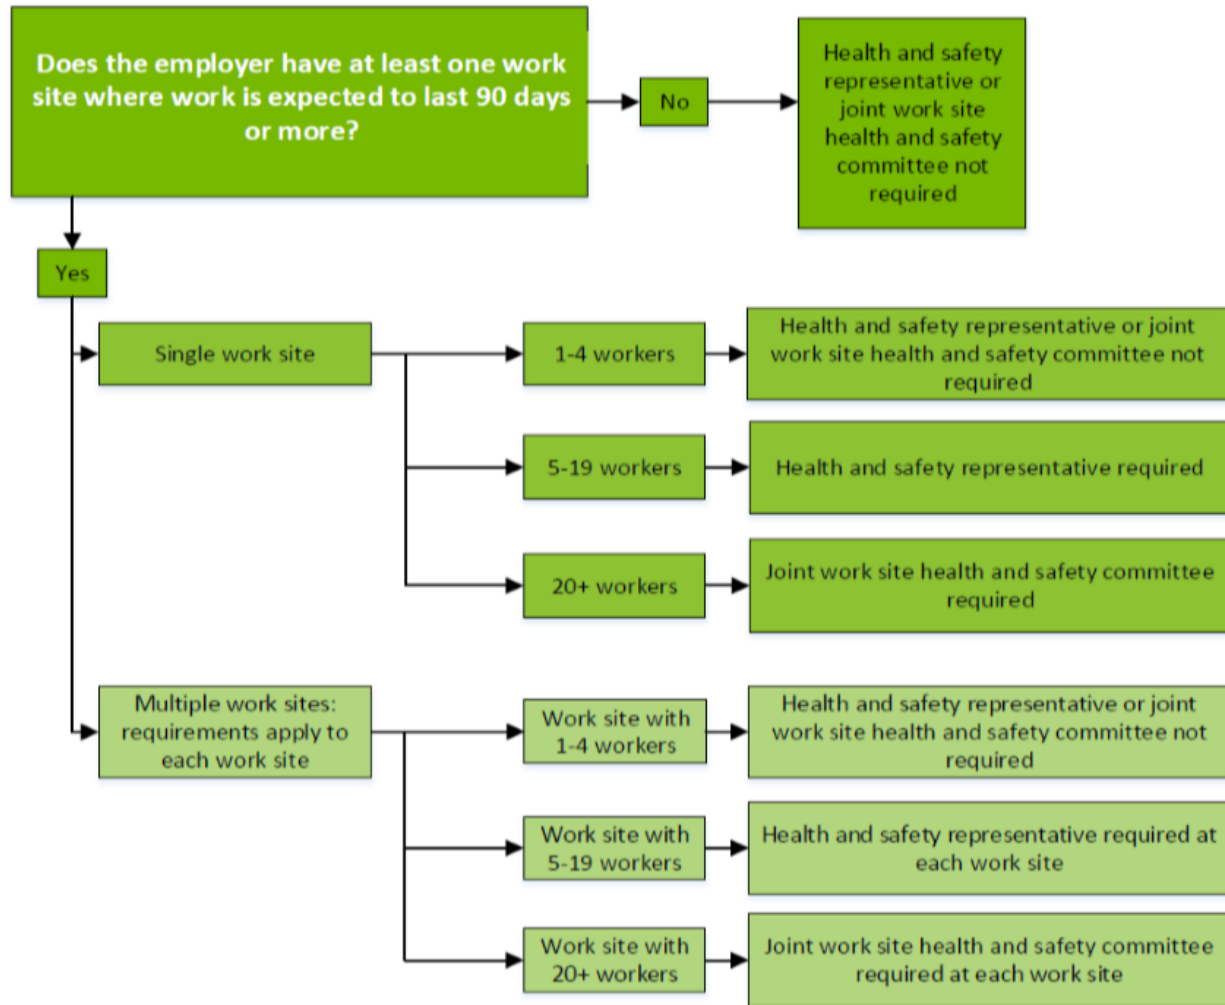 Does the employer have at least one work
site where work is expected to last 90 days
or more?
No
Health and safety
representative or
joint work site
health and safety
committee not
required
Yes
Single work site
1-4 workers
Health and safety representative or joint
work site health and safety committee not
required
5-19 workers
Health and safety representative required
20+ workers
Joint work site health and safety committee
required
Multiple work sites:
requirements apply to
each work site
Work site with
1-4 workers
Health and safety representative or joint
work site health and safety committee not
required
Work site with
5-19 workers
Health and safety representative required at
each work site
Work site with
20+ workers
Joint work site health and safety committee
required at each work site